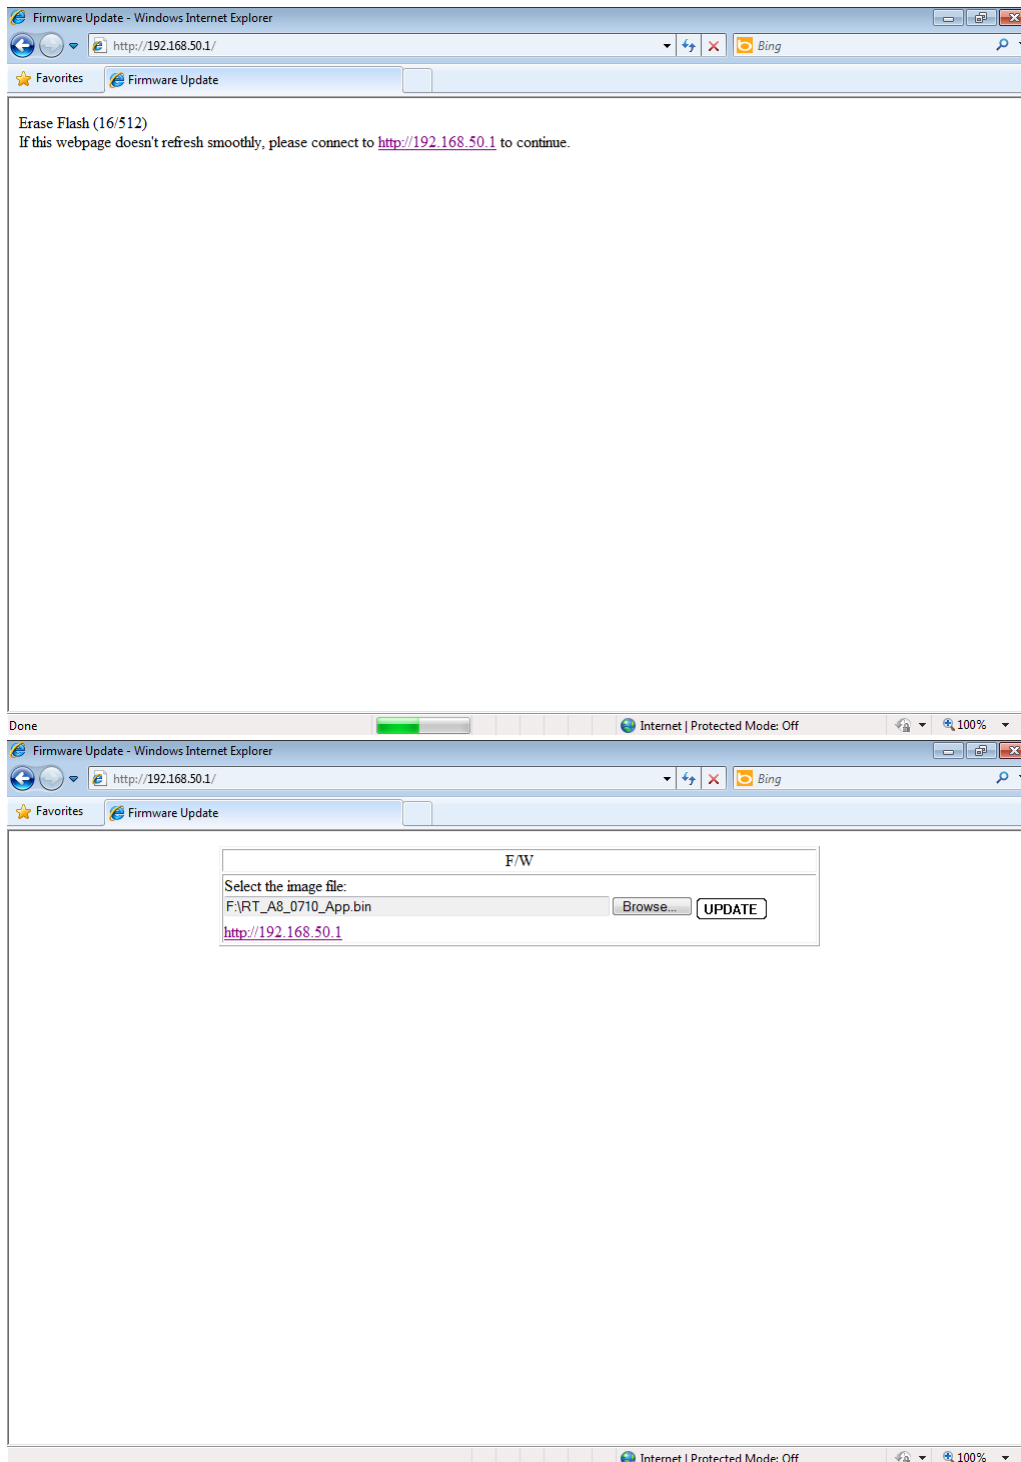 Firmware Update - Windows Internet Explorer
http://192.168.50.1/
Bing
Favorites
Firmware Update
Erase Flash (16/512)
If this webpage doesn't refresh smoothly, please connect to http://192.168.50.1 to continue.
Done
Internet | Protected Mode: Off
100%
Firmware Update - Windows Internet Explorer
http://192.168.50.1/
Bing
Favorites
Firmware Update
F/W
Select the image file:
F:\RT_A8_0710_App.bin
Browse...
UPDATE
http://192.168.50.1
Internet | Protected Mode: Off
100%